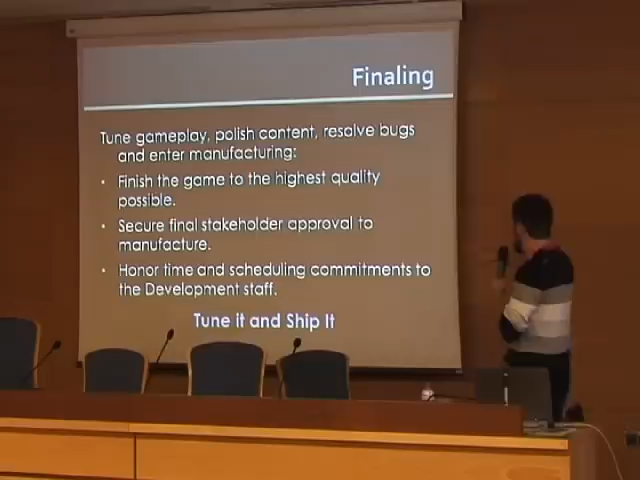 Finaling
Tune gameplay, polish content, resolve bugs
and enter manufacturing:
• Finish the game to the highest quality
possible.
• Secure final stakeholder approval to
manufacture.
• Honor time and scheduling commitments to
the Development staff.
Tune it and Ship It